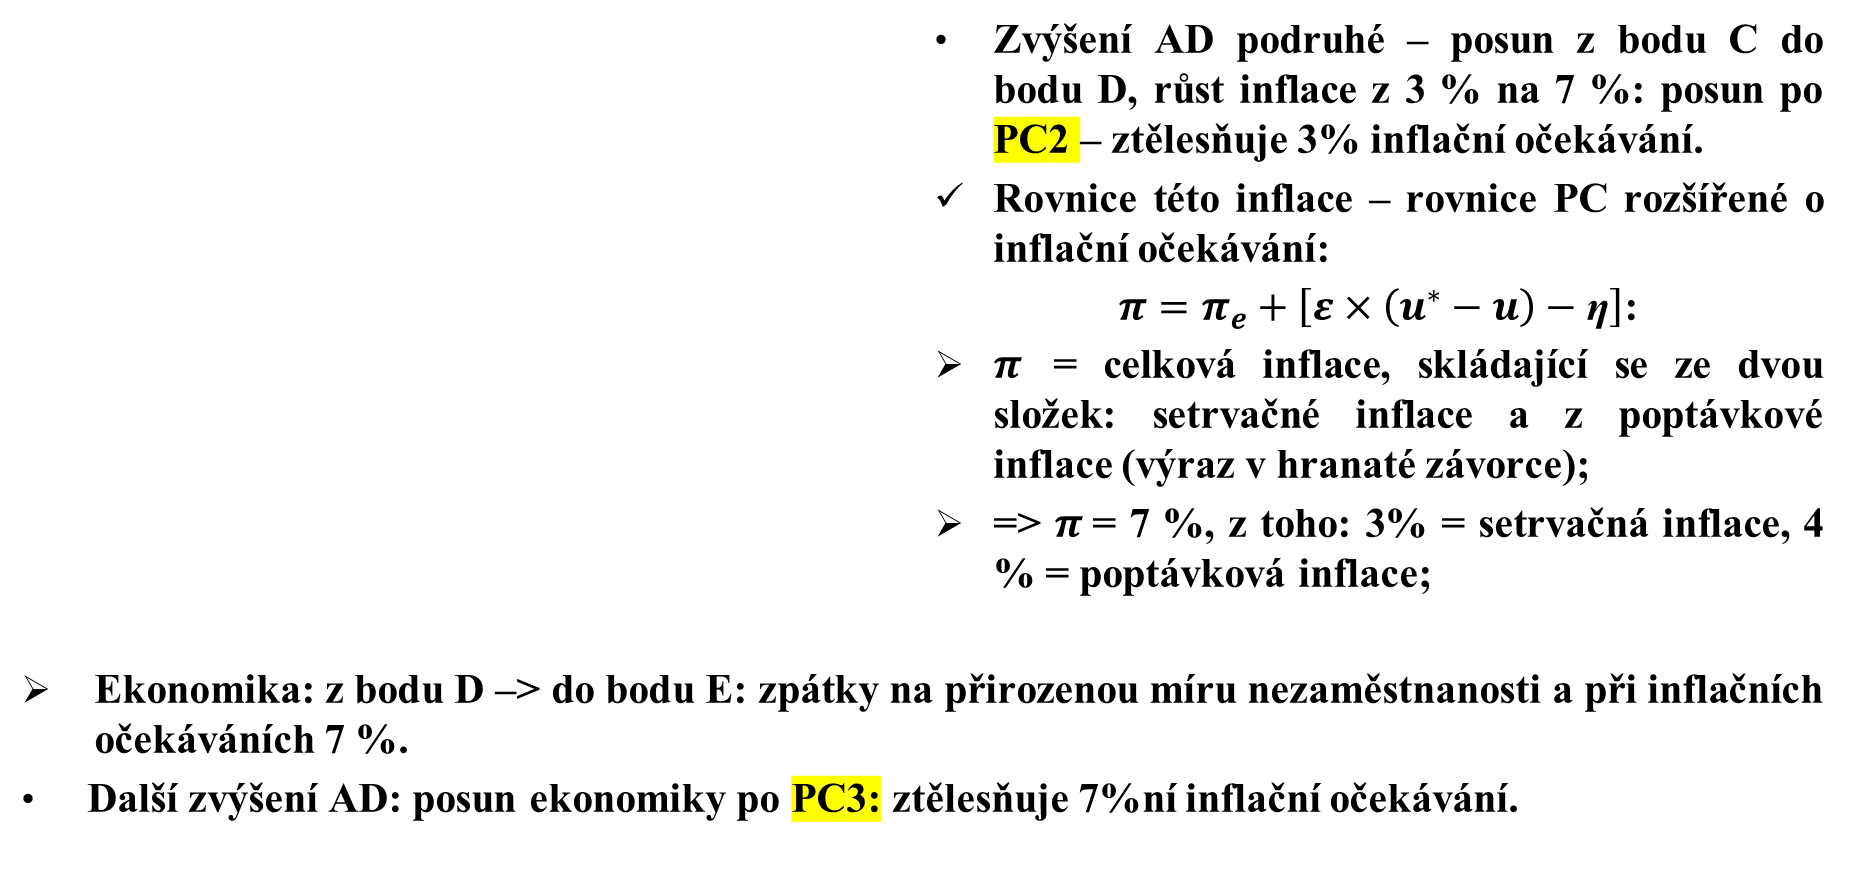 • Zvýšení AD podruhé – posun z bodu C do
bodu D, růst inflace z 3 % na 7 %: posun po
PC2 – ztělesňuje 3% inflační očekávání.
✓ Rovnice této inflace – rovnice PC rozšířené o
inflační očekávání:
π = πₑ + [ε × (u* − u) − η]:
➢ π = celková inflace, skládající se ze dvou
složek: setrvačné inflace a z poptávkové
inflace (výraz v hranaté závorce);
➢ => π = 7 %, z toho: 3% = setrvačná inflace, 4
% = poptávková inflace;
➢ Ekonomika: z bodu D –> do bodu E: zpátky na přirozenou míru nezaměstnanosti a při inflačních
očekáváních 7 %.
• Další zvýšení AD: posun ekonomiky po PC3: ztělesňuje 7%ní inflační očekávání.